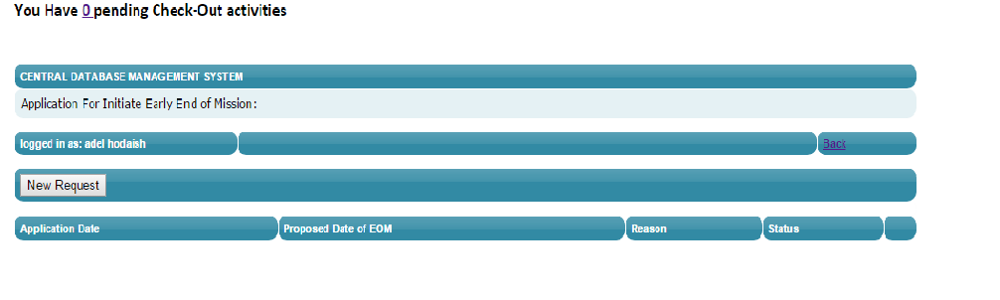 You Have 0 pending Check-Out activities
CENTRAL DATABASE MANAGEMENT SYSTEM
Application For Initiate Early End of Mission:
logged in as: adel hodaish Back
New Request
Application Date Proposed Date of EOM Reason Status